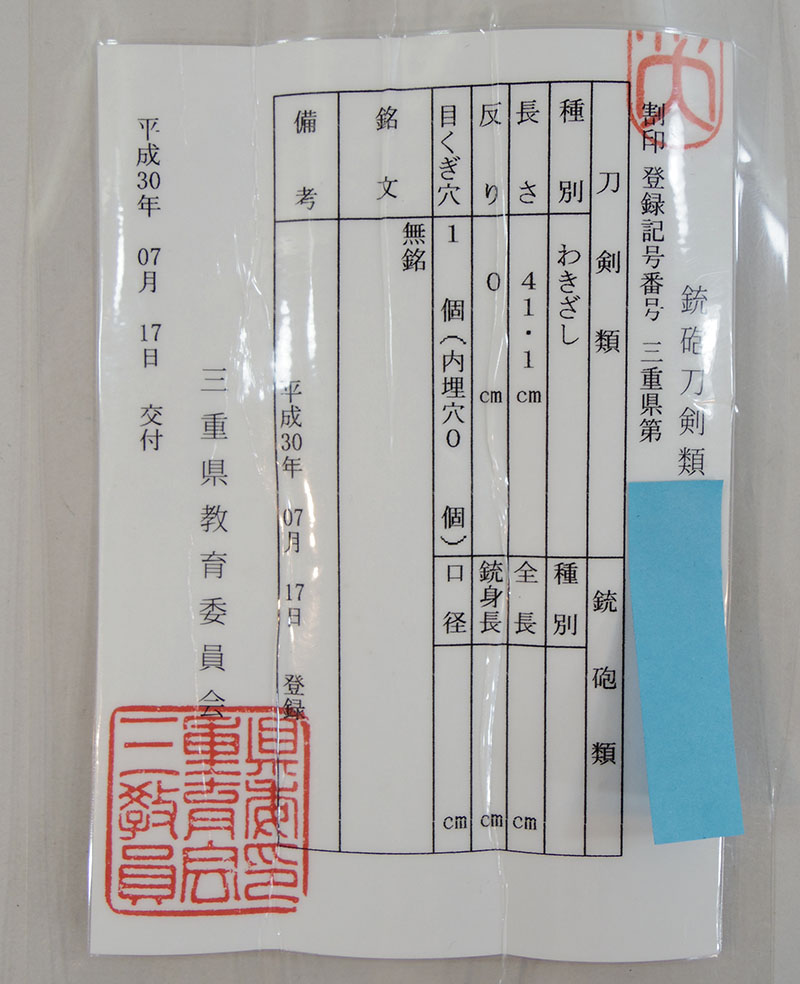 銃砲刀剣類
割印 登録記号番号 三重県第
刀剣類
銃砲類
種別 わきざし
種別
長さ 41.1cm
全長 cm
反り 0 cm
銃身長 cm
目くぎ穴 1 個(内埋穴0 個)
口径 cm
銘文 無銘
備考
平成30年 07月 17日 登録
三重県教育委員会
平成30年 07月 17日 交付